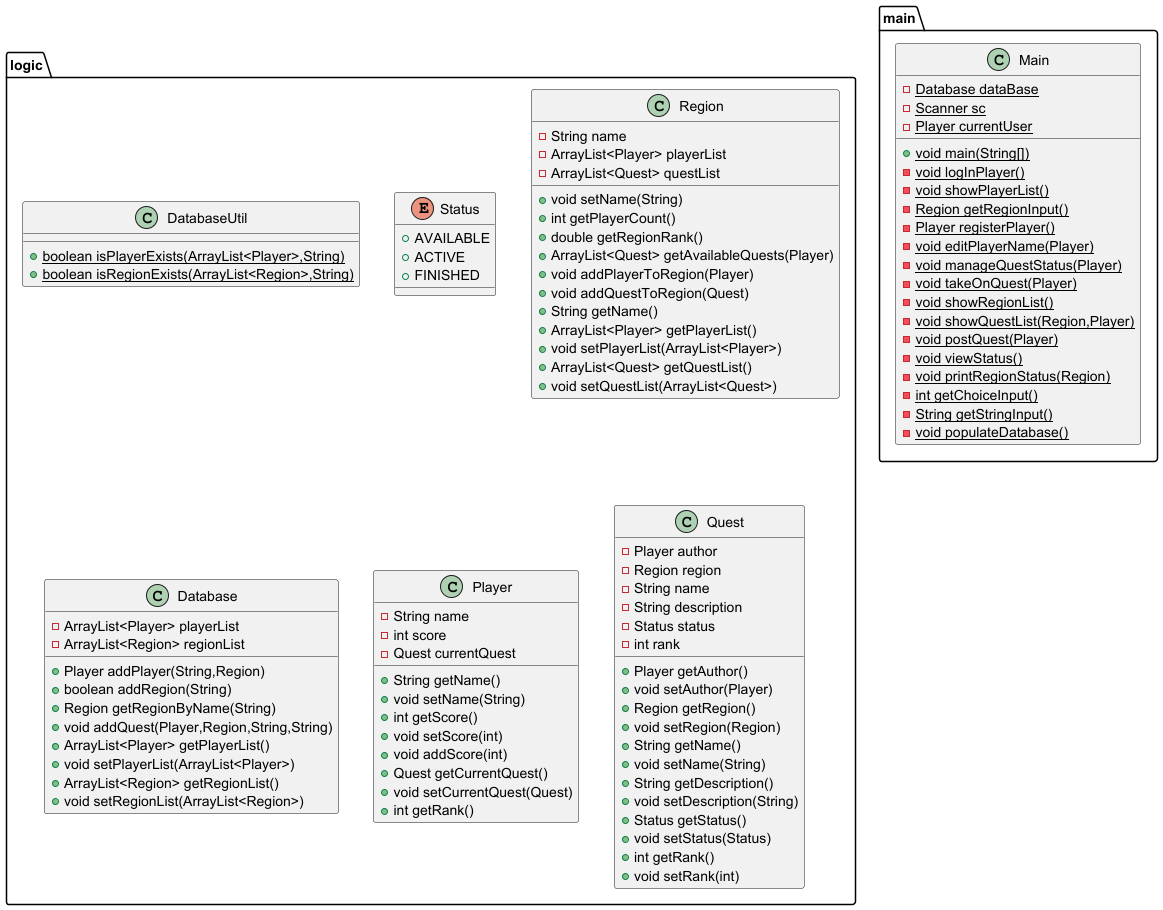 logic
C DatabaseUtil
boolean isPlayerExists(ArrayList<Player>,String)
boolean isRegionExists(ArrayList<Region>,String)
E Status
AVAILABLE
ACTIVE
FINISHED
C Region
String name
ArrayList<Player> playerList
ArrayList<Quest> questList
void setName(String)
int getPlayerCount()
double getRegionRank()
ArrayList<Quest> getAvailableQuests(Player)
void addPlayerToRegion(Player)
void addQuestToRegion(Quest)
String getName()
ArrayList<Player> getPlayerList()
void setPlayerList(ArrayList<Player>)
ArrayList<Quest> getQuestList()
void setQuestList(ArrayList<Quest>)
C Database
ArrayList<Player> playerList
ArrayList<Region> regionList
Player addPlayer(String,Region)
boolean addRegion(String)
Region getRegionByName(String)
void addQuest(Player,Region,String,String)
ArrayList<Player> getPlayerList()
void setPlayerList(ArrayList<Player>)
ArrayList<Region> getRegionList()
void setRegionList(ArrayList<Region>)
C Player
String name
int score
Quest currentQuest
String getName()
void setName(String)
int getScore()
void setScore(int)
void addScore(int)
Quest getCurrentQuest()
void setCurrentQuest(Quest)
int getRank()
C Quest
Player author
Region region
String name
String description
Status status
int rank
Player getAuthor()
void setAuthor(Player)
Region getRegion()
void setRegion(Region)
String getName()
void setName(String)
String getDescription()
void setDescription(String)
Status getStatus()
void setStatus(Status)
int getRank()
void setRank(int)
main
C Main
Database dataBase
Scanner sc
Player currentUser
void main(String[])
void logInPlayer()
void showPlayerList()
Region getRegionInput()
Player registerPlayer()
void editPlayerName(Player)
void manageQuestStatus(Player)
void takeOnQuest(Player)
void showRegionList()
void showQuestList(Region,Player)
void postQuest(Player)
void viewStatus()
void printRegionStatus(Region)
int getChoiceInput()
String getStringInput()
void populateDatabase()